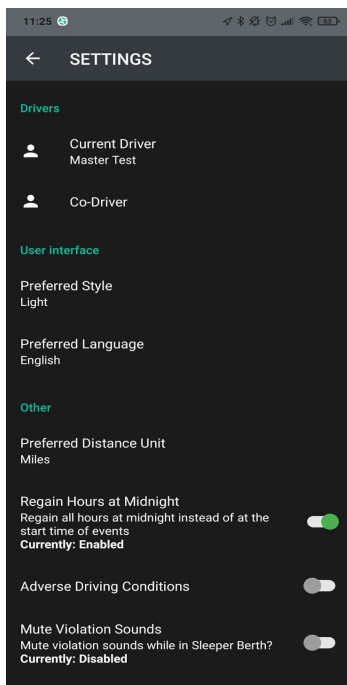 11:25
62
SETTINGS
Drivers
Current Driver
Master Test
Co-Driver
User interface
Preferred Style
Light
Preferred Language
English
Other
Preferred Distance Unit
Miles
Regain Hours at Midnight
Regain all hours at midnight instead of at the
start time of events
Currently: Enabled
Adverse Driving Conditions
Mute Violation Sounds
Mute violation sounds while in Sleeper Berth?
Currently: Disabled